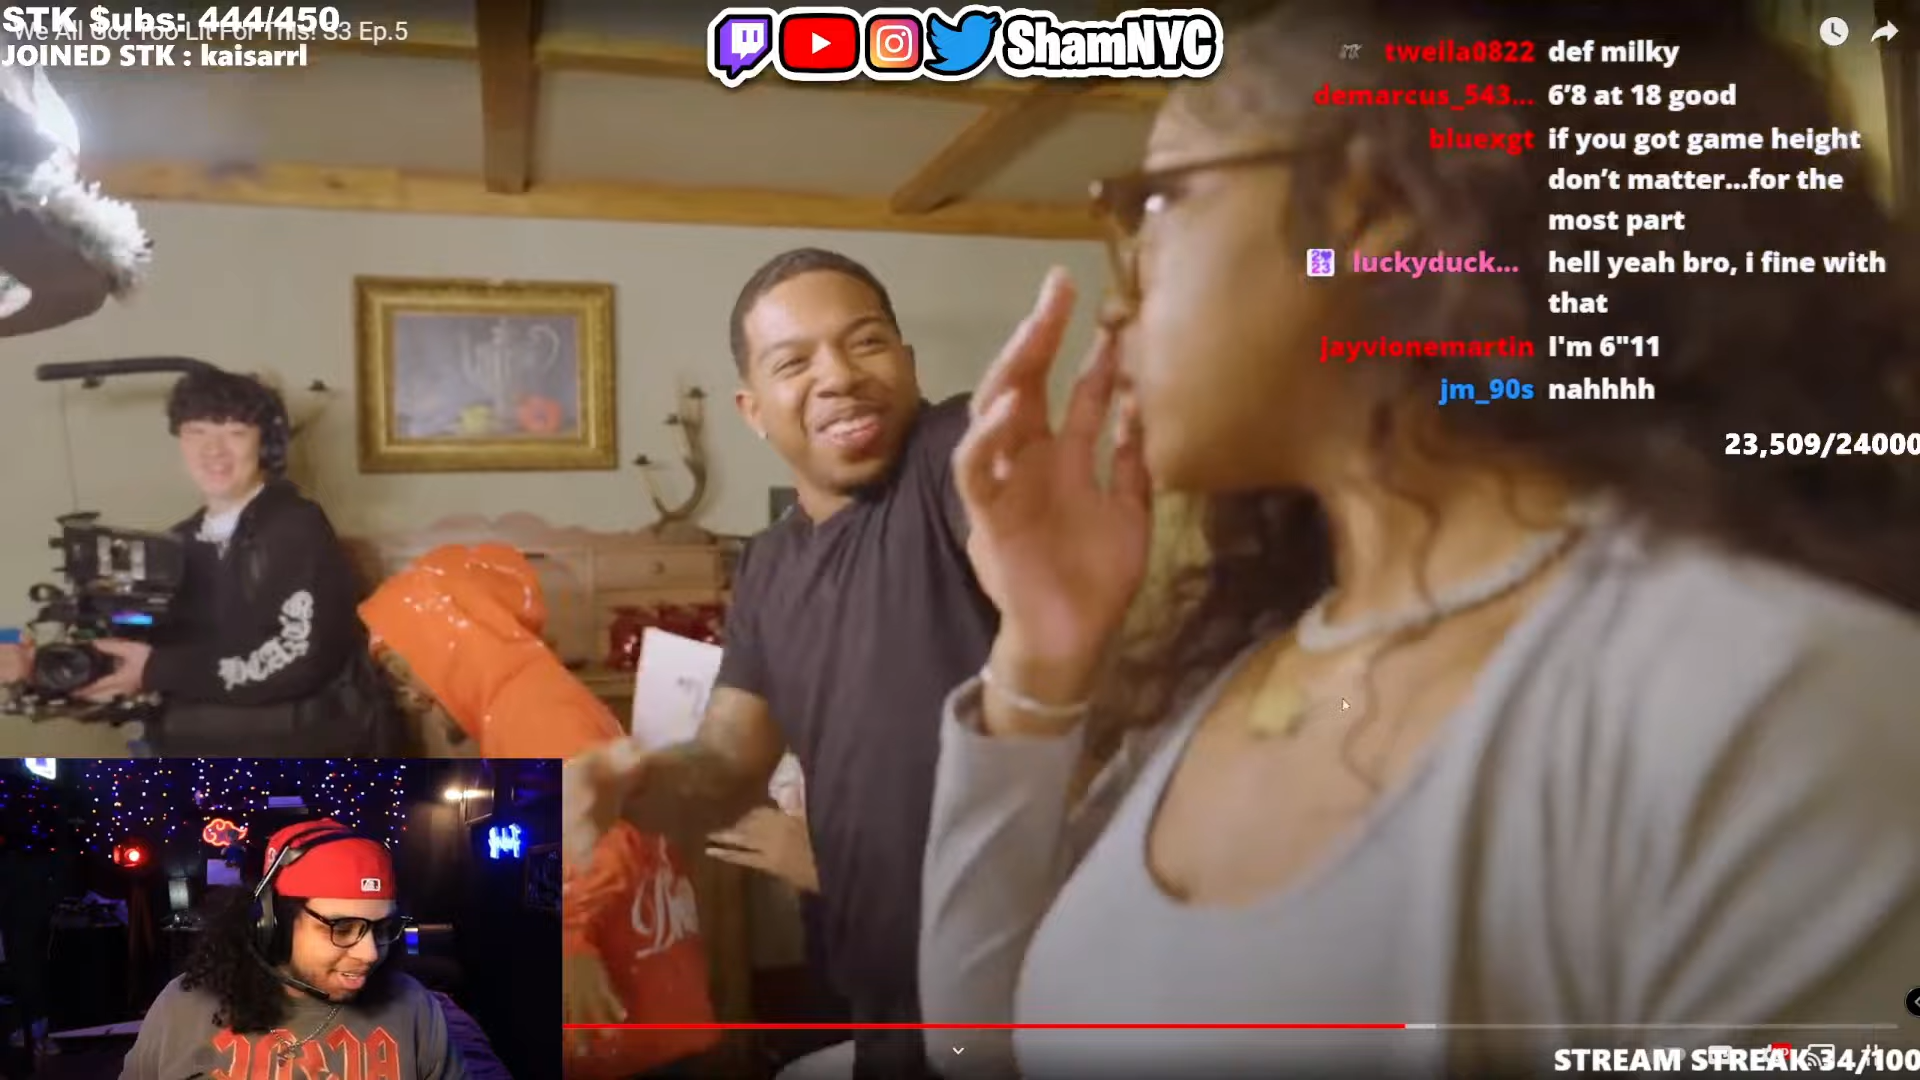 STK $ubs: 444/450
We All Got Too Lit For This! S3 Ep.5
JOINED STK : kaisarrl
ShamNYC
tweila0822 def milky
demarcus_543... 6’8 at 18 good
bluexgt if you got game height
don’t matter...for the
most part
luckyduck... hell yeah bro, i fine with
that
jayvionemartin I'm 6"11
jm_90s nahhhh
23,509/24000
STREAM STREAK 34/100